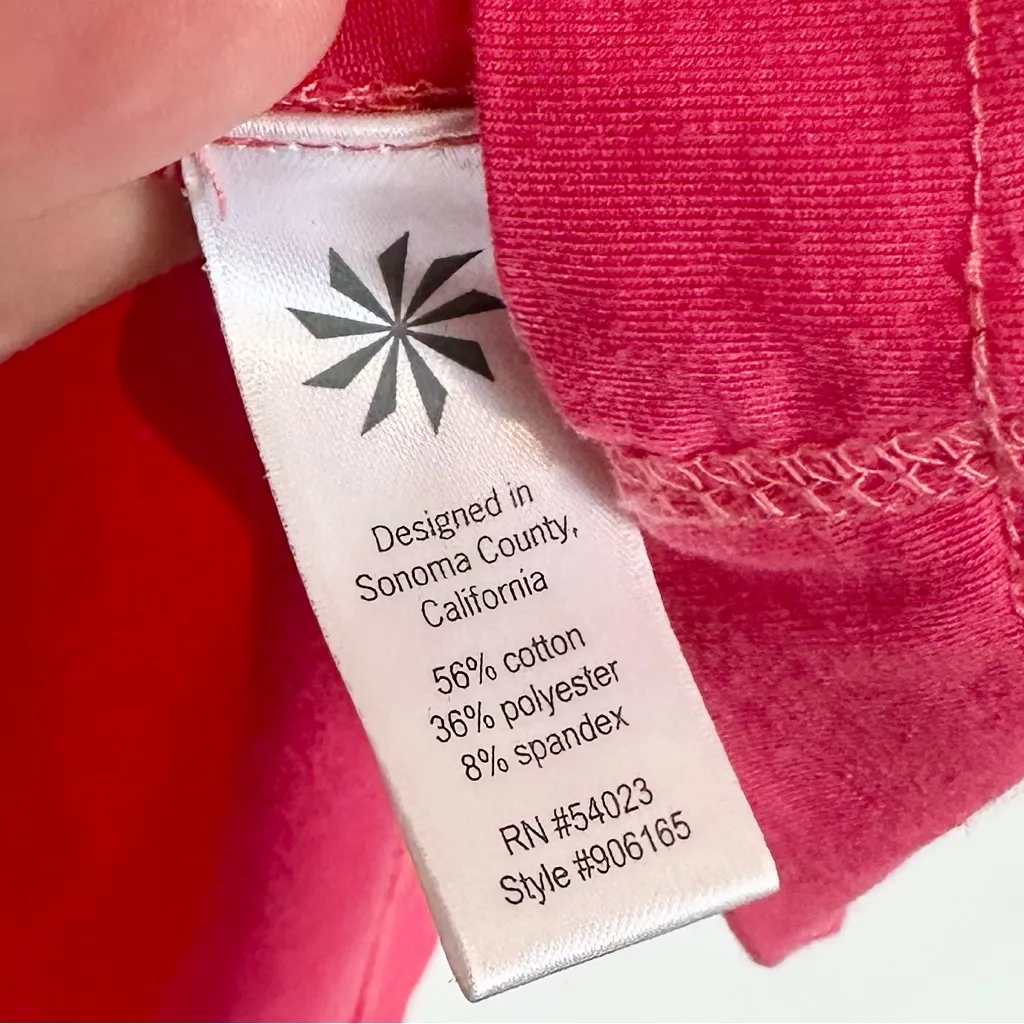 Designed in
Sonoma County,
California
56% cotton
36% polyester
8% spandex
RN #54023
Style #906165